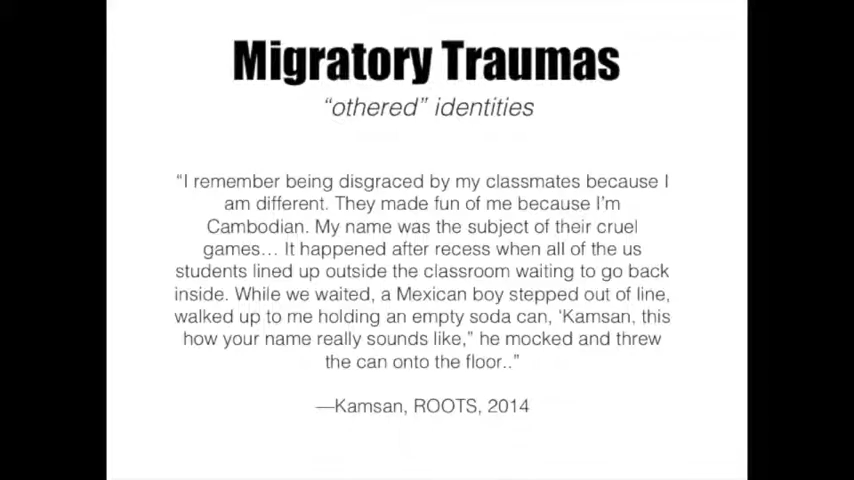 Migratory Traumas
“othered” identities
“I remember being disgraced by my classmates because I
am different. They made fun of me because I’m
Cambodian. My name was the subject of their cruel
games… It happened after recess when all of the us
students lined up outside the classroom waiting to go back
inside. While we waited, a Mexican boy stepped out of line,
walked up to me holding an empty soda can, ‘Kamsan, this
how your name really sounds like,” he mocked and threw
the can onto the floor..”
—Kamsan, ROOTS, 2014